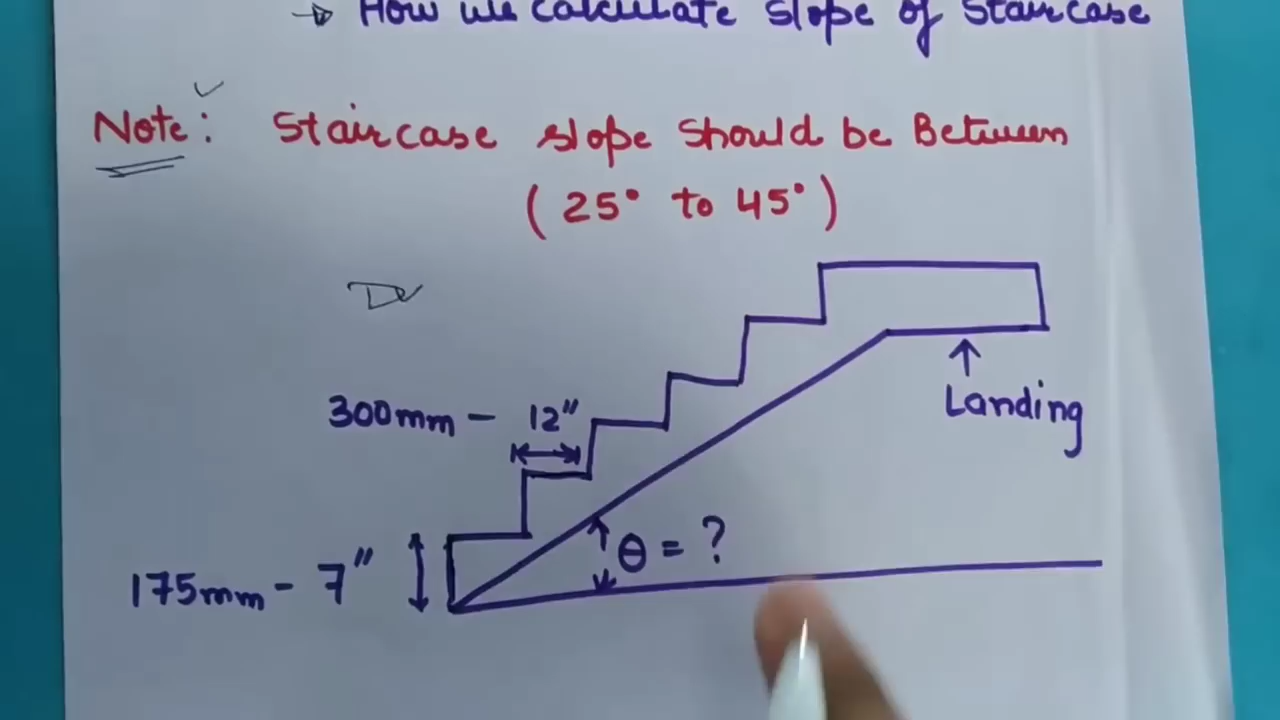 → How we calculate slope of Staircase
Note: Staircase slope should be Between
(25° to 45°)
De
300mm - 12"
Landing
θ = ?
175mm - 7"